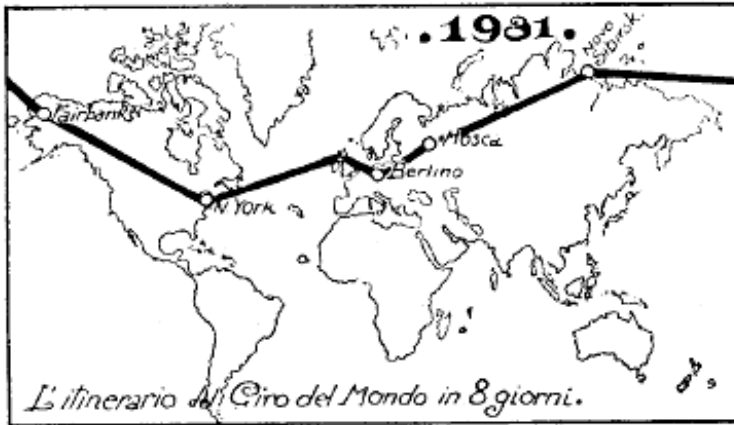 .1931.
Novo
Sibirsk.
Fairbanks
Mosca
Berlino
N York
L'itinerario del Giro del Mondo in 8 giorni.